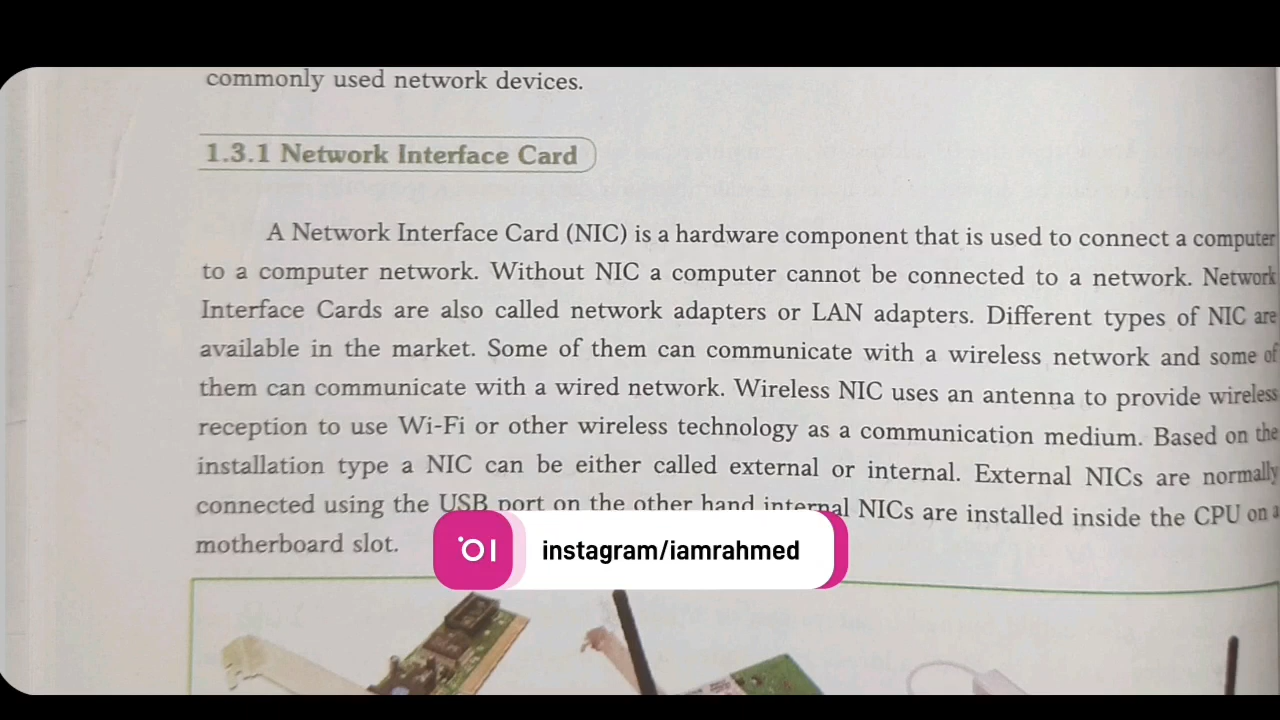 commonly used network devices.
1.3.1 Network Interface Card
A Network Interface Card (NIC) is a hardware component that is used to connect a computer
to a computer network. Without NIC a computer cannot be connected to a network. Network
Interface Cards are also called network adapters or LAN adapters. Different types of NIC are
available in the market. Some of them can communicate with a wireless network and some of
them can communicate with a wired network. Wireless NIC uses an antenna to provide wireless
reception to use Wi-Fi or other wireless technology as a communication medium. Based on the
installation type a NIC can be either called external or internal. External NICs are normally
connected using the USB port on the other hand internal NICs are installed inside the CPU on a
motherboard slot.
instagram/iamrahmed